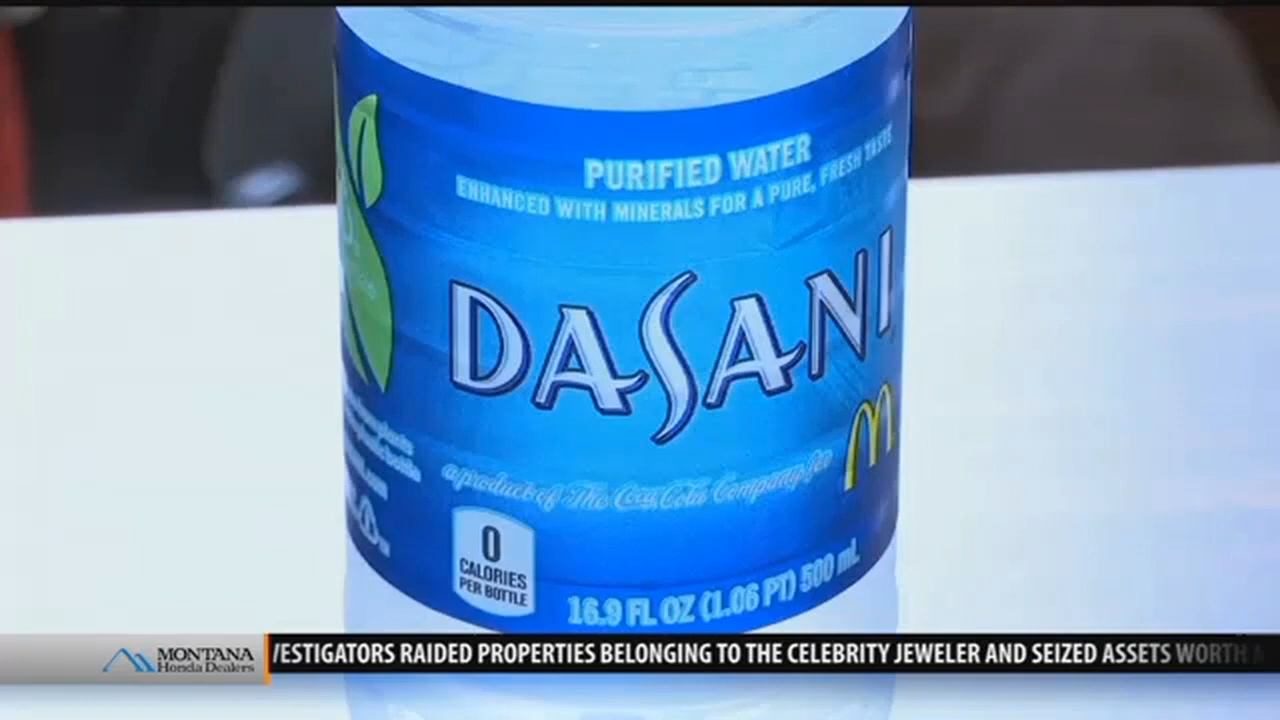 PURIFIED WATER
ENHANCED WITH MINERALS FOR A PURE, FRESH TASTE
DASANI
a product of The Coca-Cola Company for
M
0
CALORIES
PER BOTTLE
16.9 FL OZ (1.06 PT) 500 mL
MONTANA
Honda Dealers
VESTIGATORS RAIDED PROPERTIES BELONGING TO THE CELEBRITY JEWELER AND SEIZED ASSETS WORTH